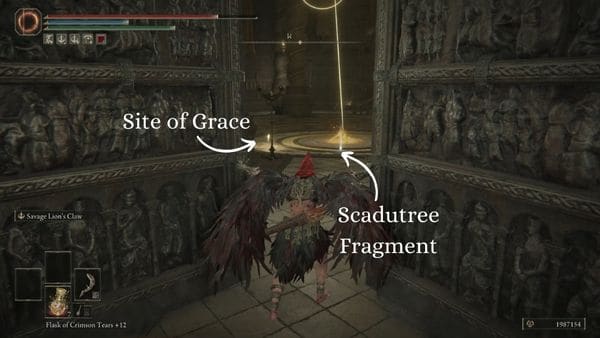 Site of Grace
Scadutree
Fragment
Savage Lion's Claw
Flask of Crimson Tears +12
1987154